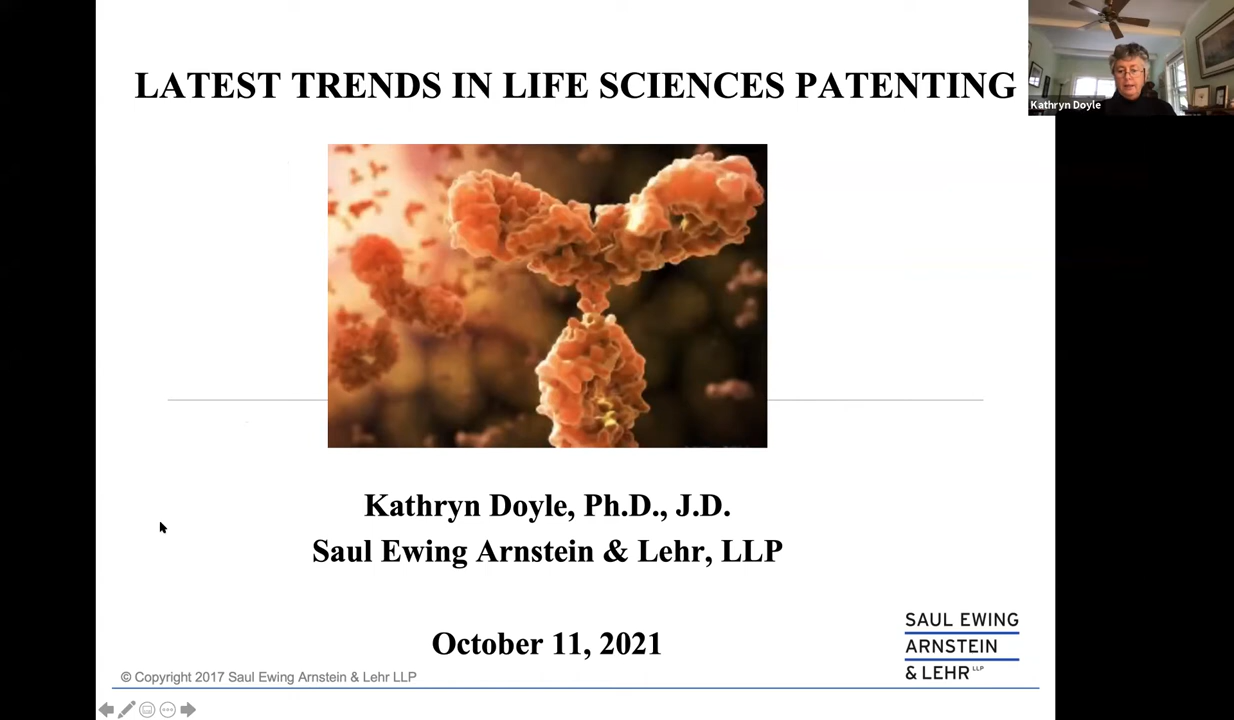 LATEST TRENDS IN LIFE SCIENCES PATENTING
Kathryn Doyle
Kathryn Doyle, Ph.D., J.D.
Saul Ewing Arnstein & Lehr, LLP
October 11, 2021
SAUL EWING
ARNSTEIN
& LEHR LLP
© Copyright 2017 Saul Ewing Arnstein & Lehr LLP